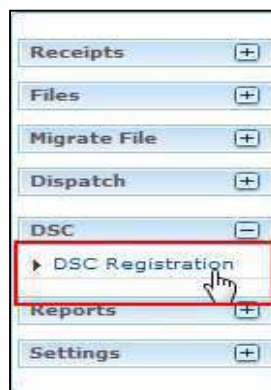 Receipts
Files
Migrate File
Dispatch
DSC
DSC Registration
Reports
Settings